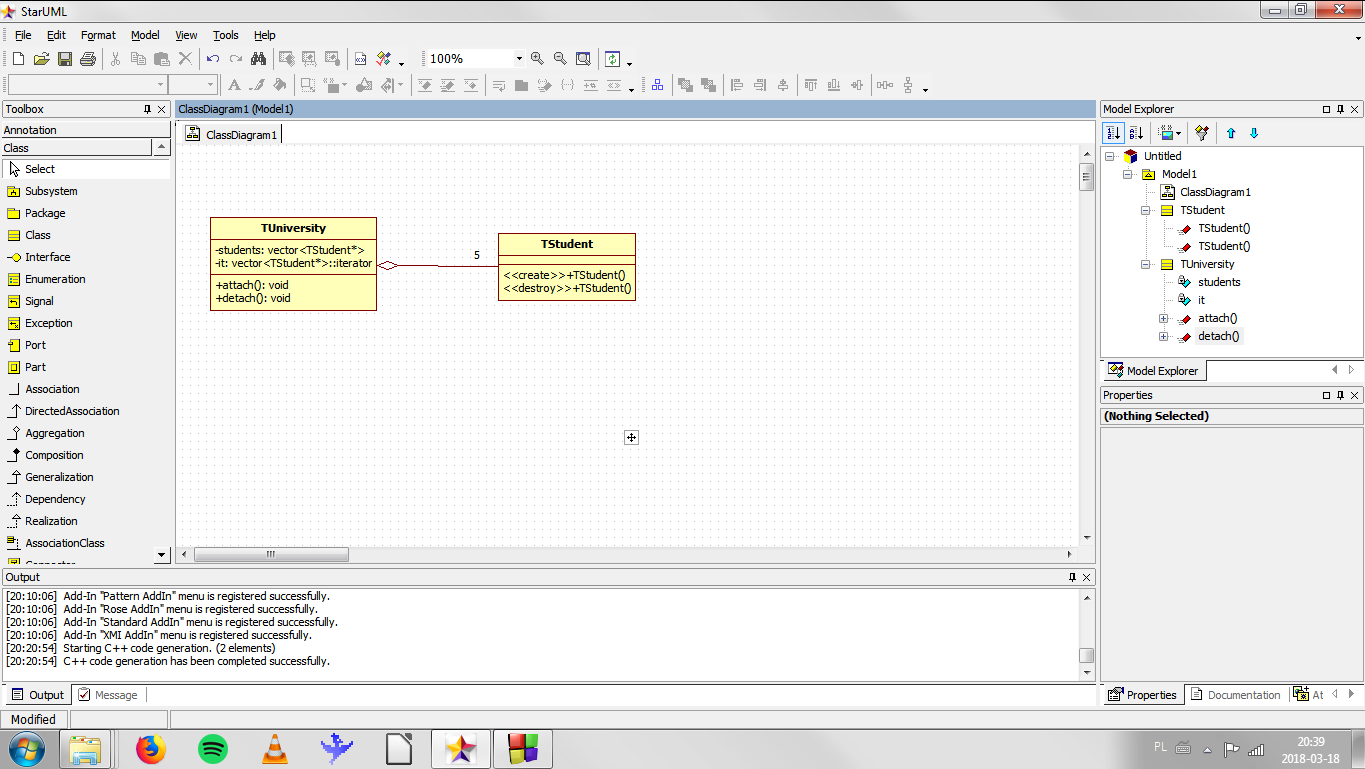 StarUML
File Edit Format Model View Tools Help
100%
Toolbox
Annotation
Class
Select
Subsystem
Package
Class
Interface
Enumeration
Signal
Exception
Port
Part
Association
DirectedAssociation
Aggregation
Composition
Generalization
Dependency
Realization
AssociationClass
Connector
ClassDiagram1 (Model1)
ClassDiagram1
TUniversity
-students: vector<TStudent*>
-it: vector<TStudent*>::iterator
+attach(): void
+detach(): void
5
TStudent
<<create>>+TStudent()
<<destroy>>+TStudent()
Model Explorer
Untitled
Model1
ClassDiagram1
TStudent
TStudent()
TStudent()
TUniversity
students
it
attach()
detach()
Model Explorer
Properties
(Nothing Selected)
Output
[20:10:06] Add-In "Pattern AddIn" menu is registered successfully.
[20:10:06] Add-In "Rose AddIn" menu is registered successfully.
[20:10:06] Add-In "Standard AddIn" menu is registered successfully.
[20:10:06] Add-In "XMI AddIn" menu is registered successfully.
[20:20:54] Starting C++ code generation. (2 elements)
[20:20:54] C++ code generation has been completed successfully.
Output Message
Properties Documentation At
Modified
PL
20:39
2018-03-18